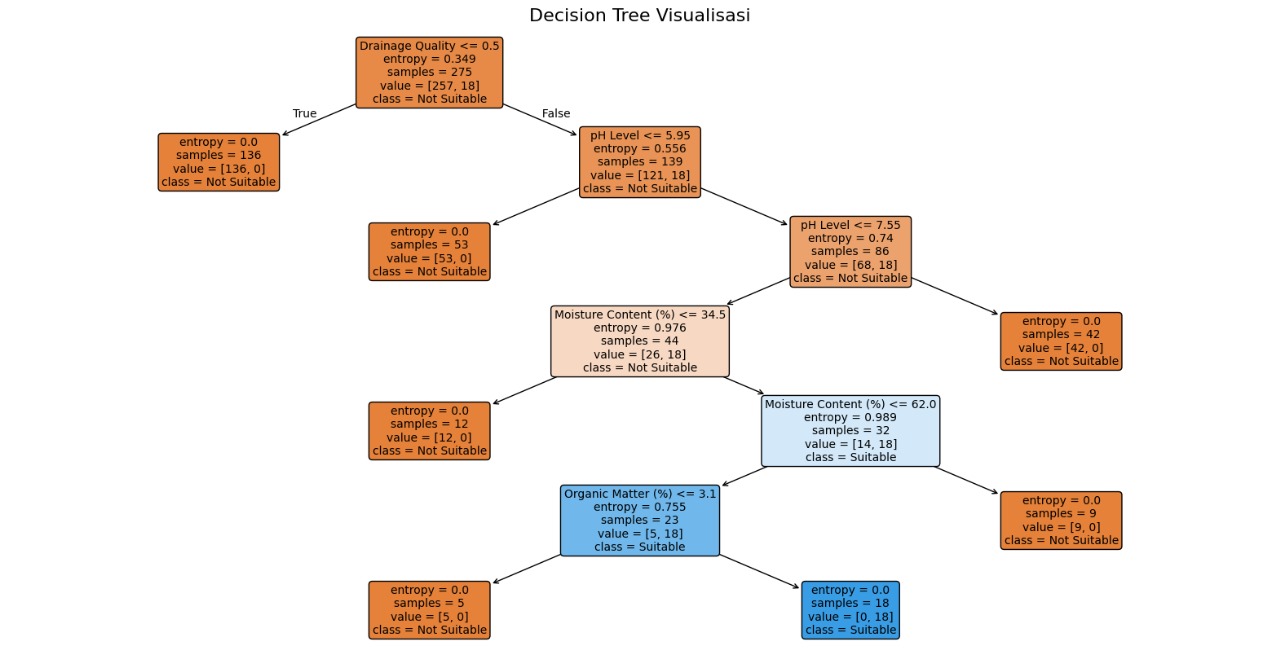 Decision Tree Visualisasi
Drainage Quality <= 0.5
entropy = 0.349
samples = 275
value = [257, 18]
class = Not Suitable
True
False
entropy = 0.0
samples = 136
value = [136, 0]
class = Not Suitable
pH Level <= 5.95
entropy = 0.556
samples = 139
value = [121, 18]
class = Not Suitable
entropy = 0.0
samples = 53
value = [53, 0]
class = Not Suitable
pH Level <= 7.55
entropy = 0.74
samples = 86
value = [68, 18]
class = Not Suitable
Moisture Content (%) <= 34.5
entropy = 0.976
samples = 44
value = [26, 18]
class = Not Suitable
entropy = 0.0
samples = 42
value = [42, 0]
class = Not Suitable
entropy = 0.0
samples = 12
value = [12, 0]
class = Not Suitable
Moisture Content (%) <= 62.0
entropy = 0.989
samples = 32
value = [14, 18]
class = Suitable
Organic Matter (%) <= 3.1
entropy = 0.755
samples = 23
value = [5, 18]
class = Suitable
entropy = 0.0
samples = 9
value = [9, 0]
class = Not Suitable
entropy = 0.0
samples = 5
value = [5, 0]
class = Not Suitable
entropy = 0.0
samples = 18
value = [0, 18]
class = Suitable